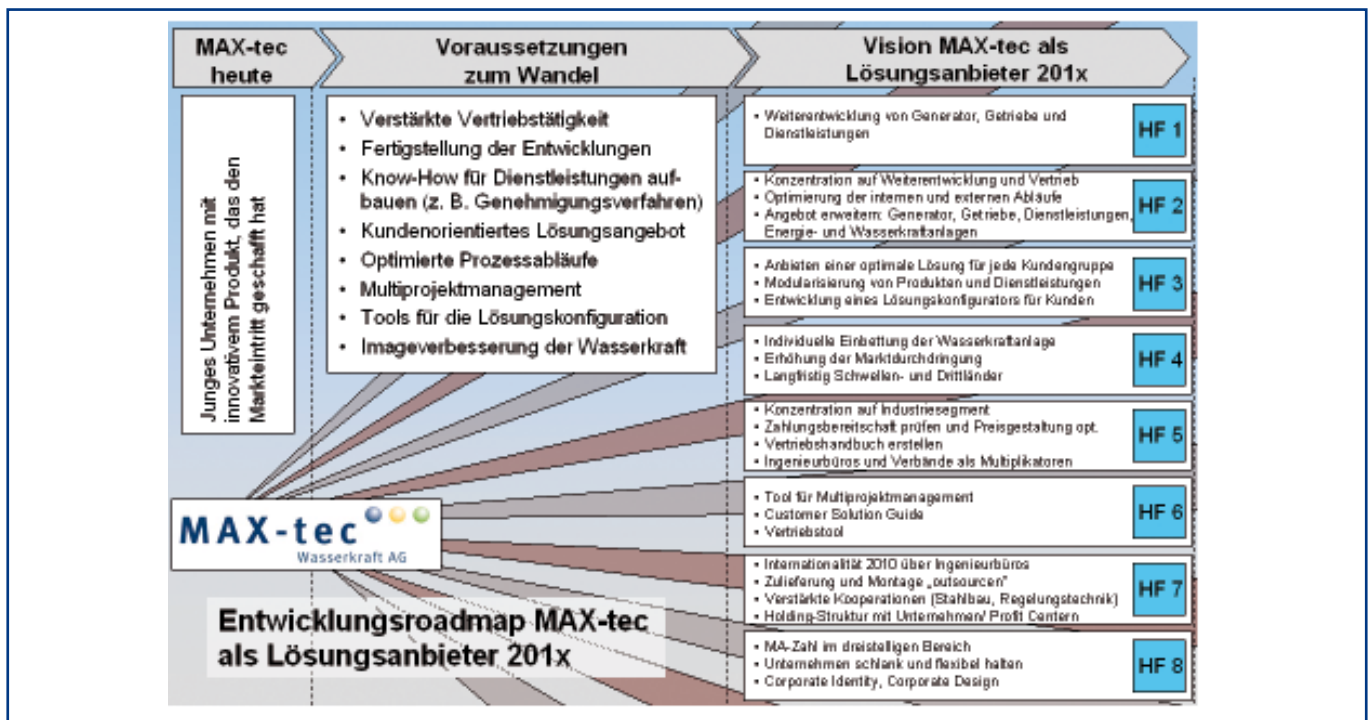 MAX-tec
heute
Voraussetzungen
zum Wandel
Vision MAX-tec als
Lösungsanbieter 201x
Junges Unternehmen mit
innovativem Produkt, das den
Markteintritt geschafft hat
• Verstärkte Vertriebstätigkeit
• Fertigstellung der Entwicklungen
• Know-How für Dienstleistungen auf-
bauen (z. B. Genehmigungsverfahren)
• Kundenorientiertes Lösungsangebot
• Optimierte Prozessabläufe
• Multiprojektmanagement
• Tools für die Lösungskonfiguration
• Imageverbesserung der Wasserkraft
▪ Weiterentwicklung von Generator, Getriebe und
Dienstleistungen
HF 1
▪ Konzentration auf Weiterentwicklung und Vertrieb
▪ Optimierung der internen und externen Abläufe
▪ Angebot erweitern: Generator, Getriebe, Dienstleistungen,
Energie- und Wasserkraftanlagen
HF 2
▪ Anbieten einer optimale Lösung für jede Kundengruppe
▪ Modularisierung von Produkten und Dienstleistungen
▪ Entwicklung eines Lösungskonfigurators für Kunden
HF 3
▪ Individuelle Einbettung der Wasserkraftanlage
▪ Erhöhung der Marktdurchdringung
▪ Langfristig Schwellen- und Drittländer
HF 4
▪ Konzentration auf Industriesegment
▪ Zahlungsbereitschaft prüfen und Preisgestaltung opt.
▪ Vertriebshandbuch erstellen
▪ Ingenieurbüros und Verbände als Multiplikatoren
HF 5
▪ Tool für Multiprojektmanagement
▪ Customer Solution Guide
▪ Vertriebstool
HF 6
▪ Internationalität 2010 über Ingenieurbüros
▪ Zulieferung und Montage „outsourcen"
▪ Verstärkte Kooperationen (Stahlbau, Regelungstechnik)
▪ Holding-Struktur mit Unternehmen/ Profit Centern
HF 7
▪ MA-Zahl im dreistelligen Bereich
▪ Unternehmen schlank und flexibel halten
▪ Corporate Identity, Corporate Design
HF 8
MAX-tec
Wasserkraft AG
Entwicklungsroadmap MAX-tec
als Lösungsanbieter 201x